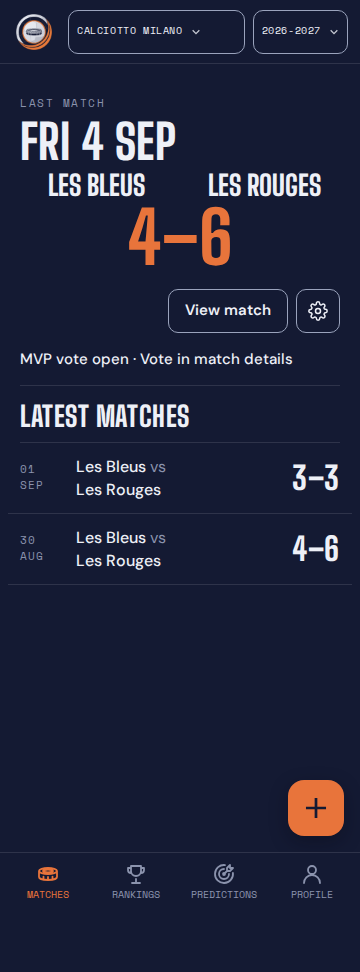 CALCIOTTO MILANO
2026-2027
LAST MATCH
FRI 4 SEP
LES BLEUS
LES ROUGES
4–6
View match
MVP vote open · Vote in match details
LATEST MATCHES
01
SEP
Les Bleus vs
Les Rouges
3–3
30
AUG
Les Bleus vs
Les Rouges
4–6
MATCHES
RANKINGS
PREDICTIONS
PROFILE